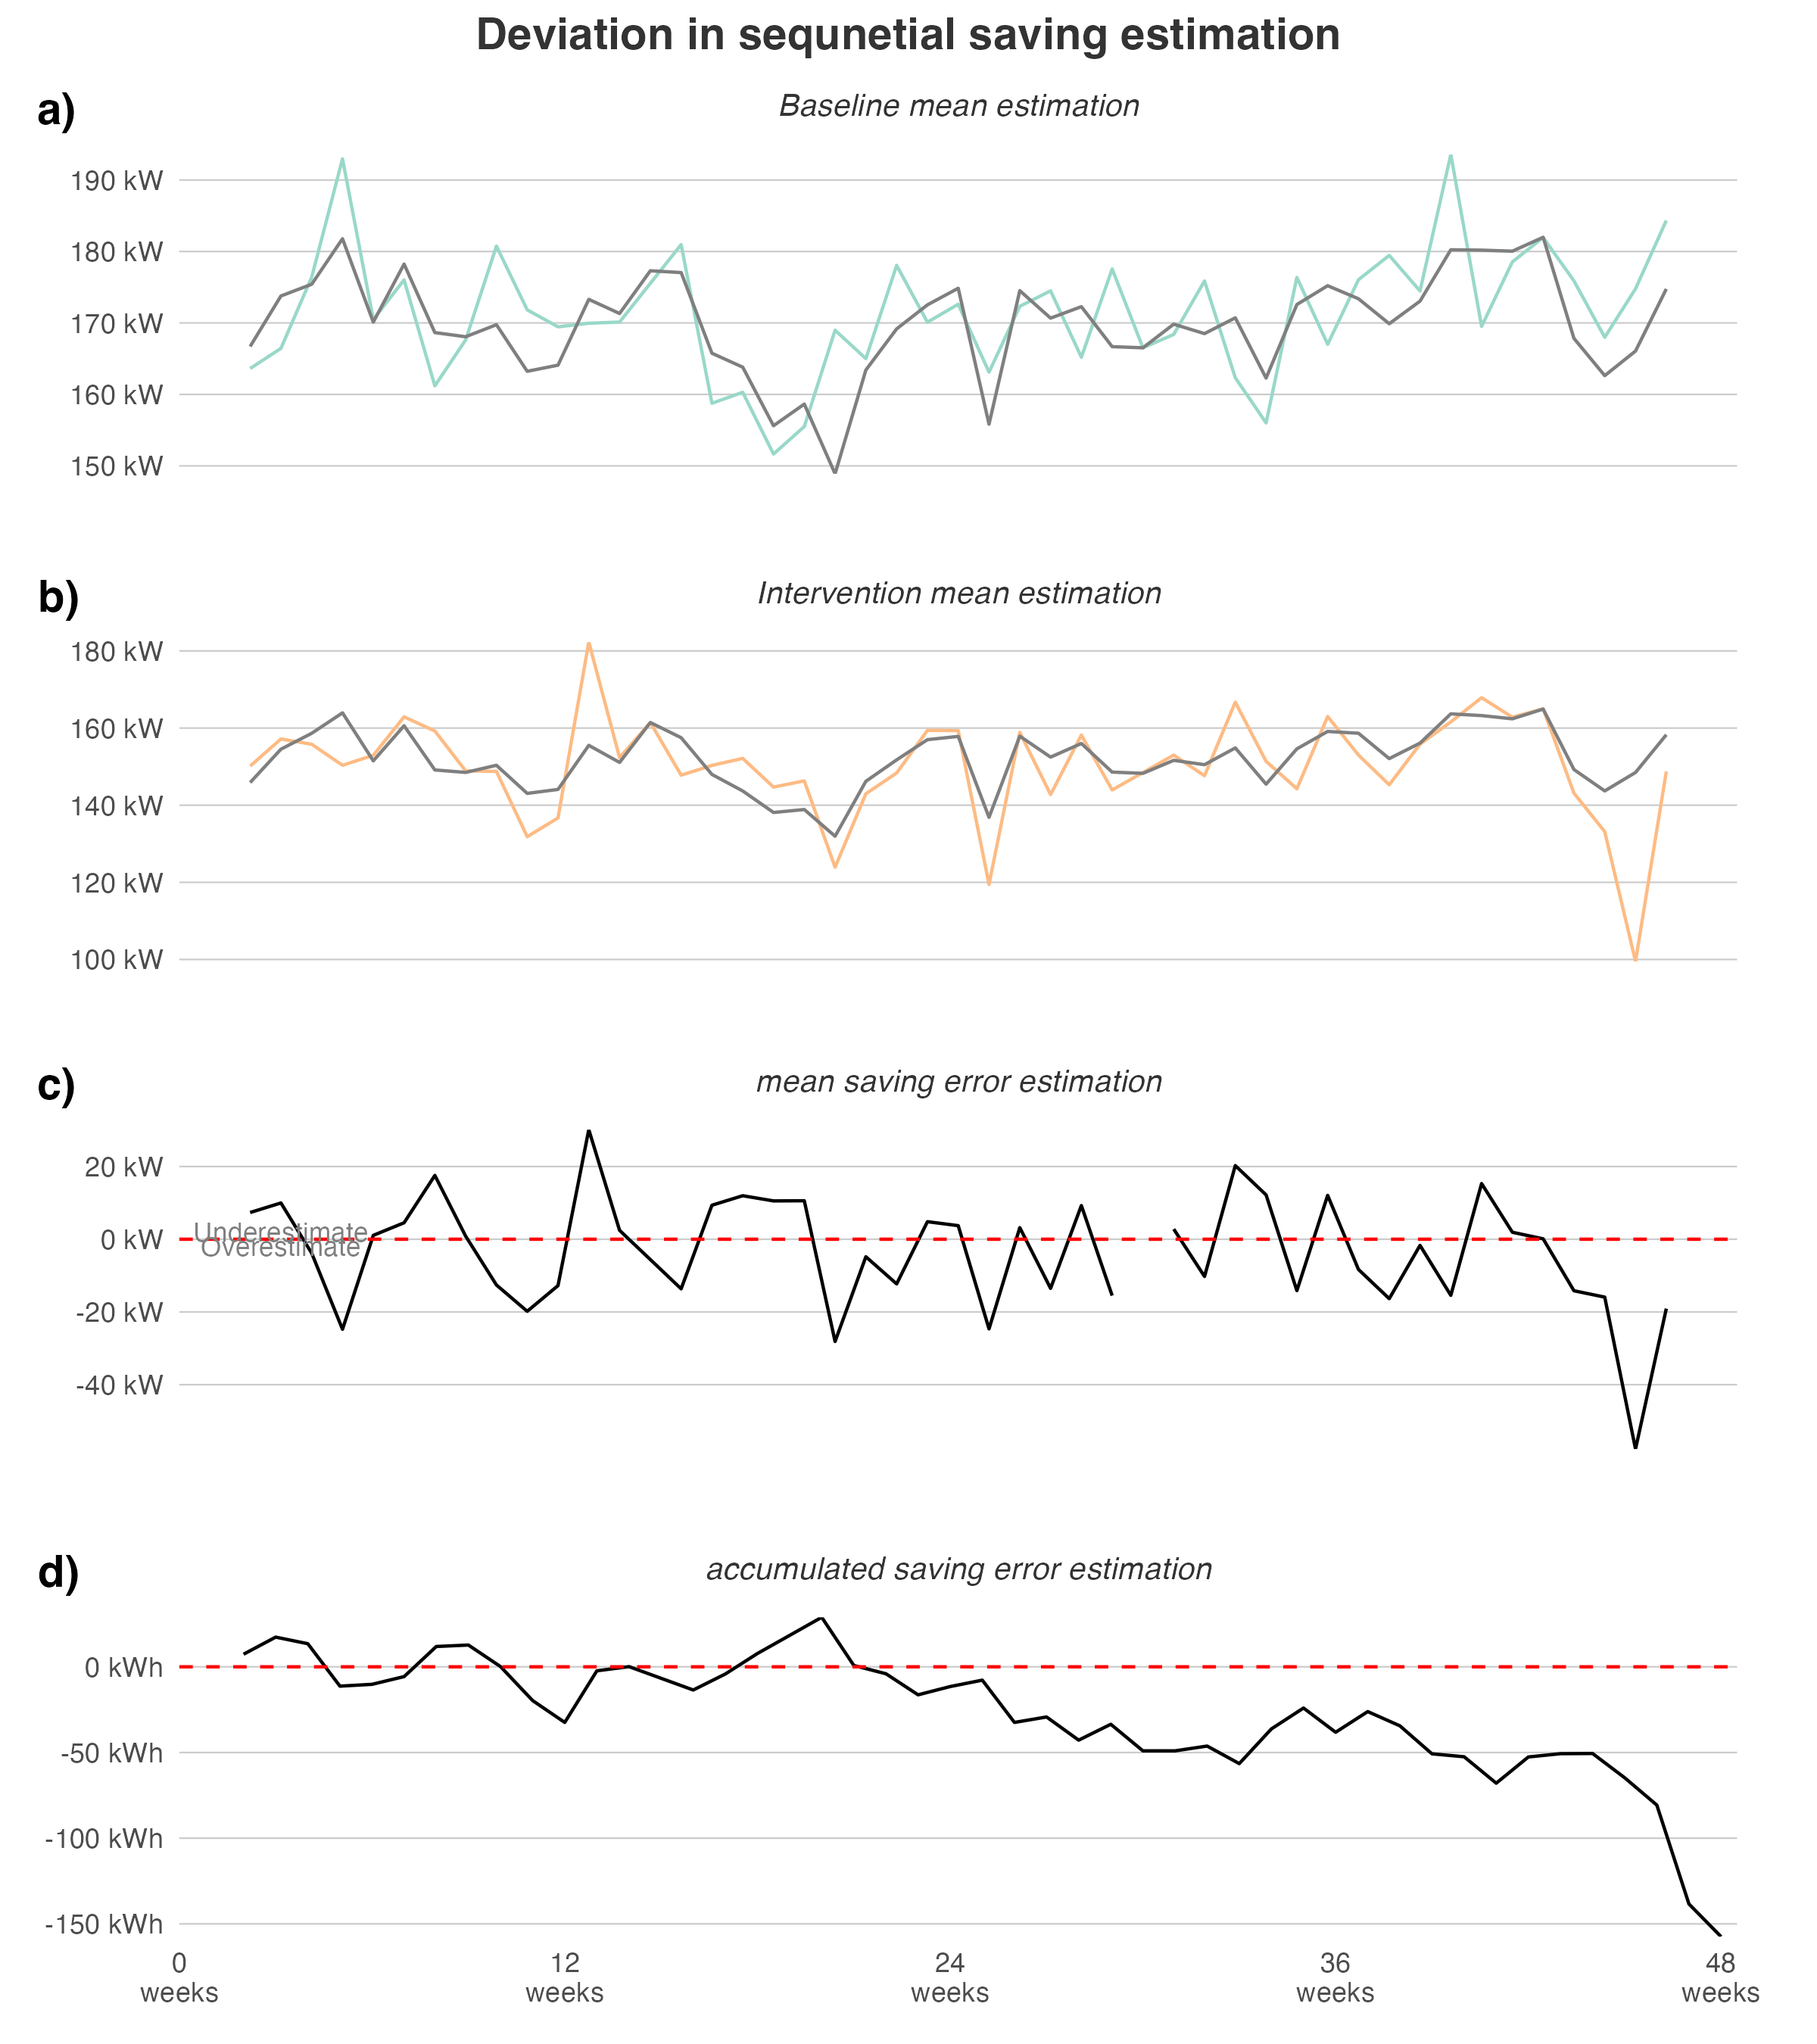 Deviation in sequnetial saving estimation
a)
Baseline mean estimation
190 kW
180 kW
170 kW
160 kW
150 kW
b)
Intervention mean estimation
180 kW
160 kW
140 kW
120 kW
100 kW
c)
mean saving error estimation
20 kW
0 kW
-20 kW
-40 kW
Underestimate
Overestimate
d)
accumulated saving error estimation
0 kWh
-50 kWh
-100 kWh
-150 kWh
0 12 24 36 48
weeks weeks weeks weeks weeks